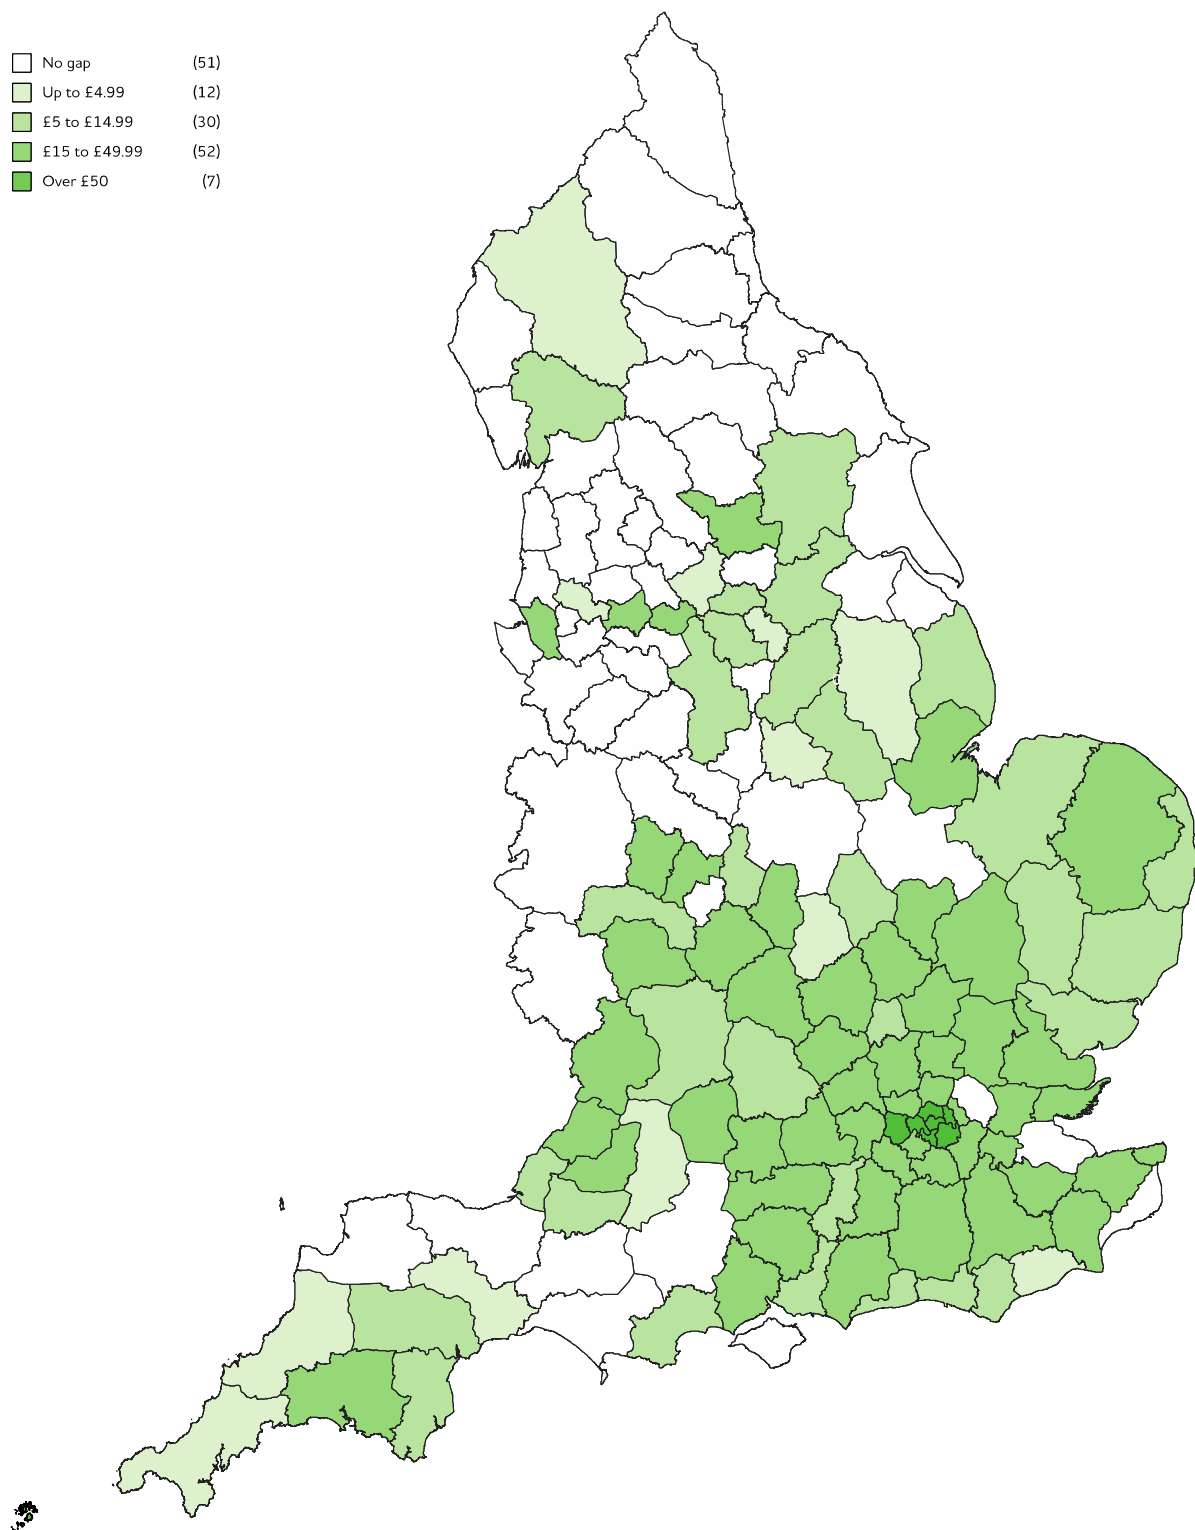 No gap (51)
Up to £4.99 (12)
£5 to £14.99 (30)
£15 to £49.99 (52)
Over £50 (7)